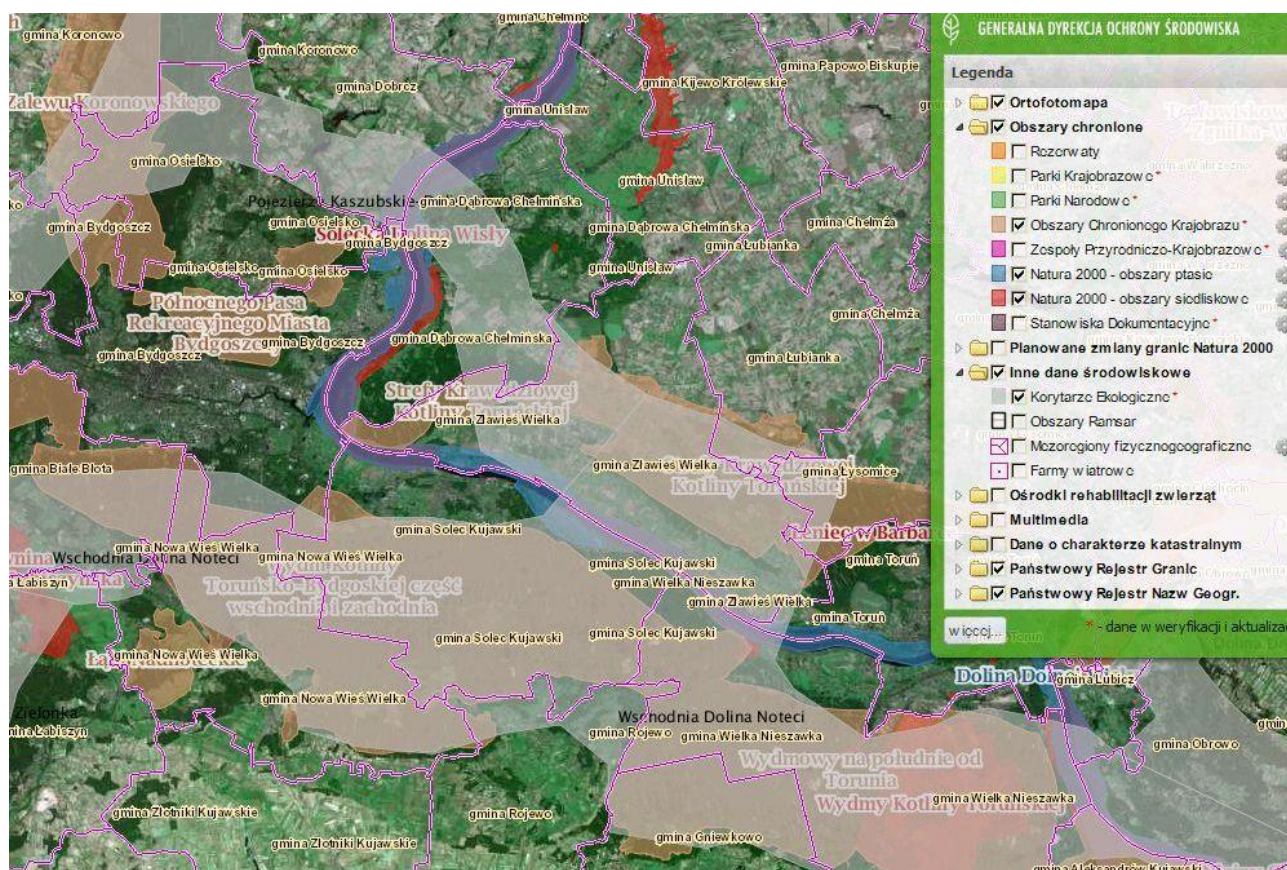 gmina Chełmno
gmina Koronowo
gmina Koronowo
gmina Dobrcz
gmina Kijewo Królewskie
gmina Papowo Biskupie
Zalewu Koronowskiego
gmina Unisław
gmina Osielsko
gmina Unisław
Pojezierze Kaszubskie
gmina Dąbrowa Chełmińska
gmina Bydgoszcz
gmina Osielsko
Solecka Dolina Wisły
gmina Bydgoszcz
gmina Dąbrowa Chełmińska
gmina Chełmża
gmina Łubianka
gmina Osielsko
gmina Osielsko
gmina Unisław
Północnego Pasa
Rekreacyjnego Miasta
Bydgoszczy
gmina Chełmża
gmina Bydgoszcz
gmina Bydgoszcz
gmina Dąbrowa Chełmińska
gmina Łubianka
Strefy Krawędziowej
Kotliny Toruńskiej
gmina Zławieś Wielka
gmina Białe Błota
gmina Zławieś Wielka
Krawędziowej
gmina Łysomice
Kotliny Toruńskiej
gmina Solec Kujawski
gmina Nowa Wieś Wielka
Wschodnia Dolina Noteci
gmina Nowa Wieś Wielka
gmina Solec Kujawski
gmina Toruń
gmina Wielka Nieszawka
Wydmy Kotliny
Toruńsko-Bydgoskiej część
wschodnia i zachodnia
gmina Zławieś Wielka
gmina Toruń
gmina Solec Kujawski
gmina Solec Kujawski
gmina Nowa Wieś Wielka
gmina Nowa Wieś Wielka
gmina Lubicz
Zielonka
gmina Łabiszyn
Wschodnia Dolina Noteci
gmina Rojewo
gmina Wielka Nieszawka
gmina Obrowo
Wydmowy na południe od
Torunia
Wydmy Kotliny Toruńskiej
gmina Wielka Nieszawka
gmina Złotniki Kujawskie
gmina Rojewo
gmina Złotniki Kujawskie
gmina Gniewkowo
gmina Aleksandrów Kujawski
GENERALNA DYREKCJA OCHRONY ŚRODOWISKA
Legenda
Ortofotomapa
Obszary chronione
Rezerwaty
Parki Krajobrazowe *
Parki Narodowe *
Obszary Chronionego Krajobrazu *
Zespoły Przyrodniczo-Krajobrazowe *
Natura 2000 - obszary ptasie
Natura 2000 - obszary siedliskowe
Stanowiska Dokumentacyjne *
Planowane zmiany granic Natura 2000
Inne dane środowiskowe
Korytarze Ekologiczne *
Obszary Ramsar
Mezoregiony fizycznogeograficzne
Farmy wiatrowe
Ośrodki rehabilitacji zwierząt
Multimedia
Dane o charakterze katastralnym
Państwowy Rejestr Granic
Państwowy Rejestr Nazw Geogr.
więcej...
* - dane w weryfikacji i aktualizac